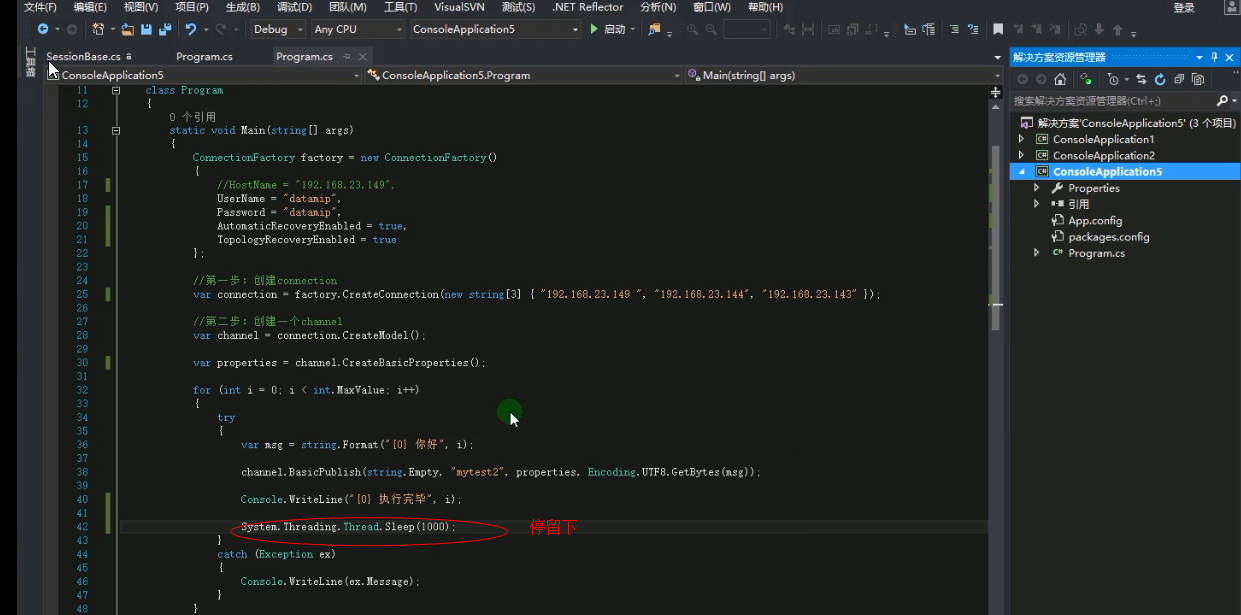 文件(F) 编辑(E) 视图(V) 项目(P) 生成(B) 调试(D) 团队(M) 工具(T) VisualSVN 测试(S) .NET Reflector 分析(N) 窗口(W) 帮助(H) 登录
Debug Any CPU ConsoleApplication5 启动
工具箱
SessionBase.cs Program.cs Program.cs
ConsoleApplication5 ConsoleApplication5.Program Main(string[] args)
11 class Program
12 {
0 个引用
13 static void Main(string[] args)
14 {
15 ConnectionFactory factory = new ConnectionFactory()
16 {
17 //HostName = "192.168.23.149",
18 UserName = "datamip",
19 Password = "datamip",
20 AutomaticRecoveryEnabled = true,
21 TopologyRecoveryEnabled = true
22 };
23
24 //第一步: 创建connection
25 var connection = factory.CreateConnection(new string[3] { "192.168.23.149 ", "192.168.23.144", "192.168.23.143" });
26
27 //第二步: 创建一个channel
28 var channel = connection.CreateModel();
29
30 var properties = channel.CreateBasicProperties();
31
32 for (int i = 0; i < int.MaxValue; i++)
33 {
34 try
35 {
36 var msg = string.Format("{0} 你好", i);
37
38 channel.BasicPublish(string.Empty, "mytest2", properties, Encoding.UTF8.GetBytes(msg));
39
40 Console.WriteLine("{0} 执行完毕", i);
41
42 System.Threading.Thread.Sleep(1000); 停留下
43 }
44 catch (Exception ex)
45 {
46 Console.WriteLine(ex.Message);
47 }
48 }
解决方案资源管理器
搜索解决方案资源管理器(Ctrl+;)
解决方案'ConsoleApplication5' (3 个项目)
ConsoleApplication1
ConsoleApplication2
ConsoleApplication5
Properties
引用
App.config
packages.config
Program.cs